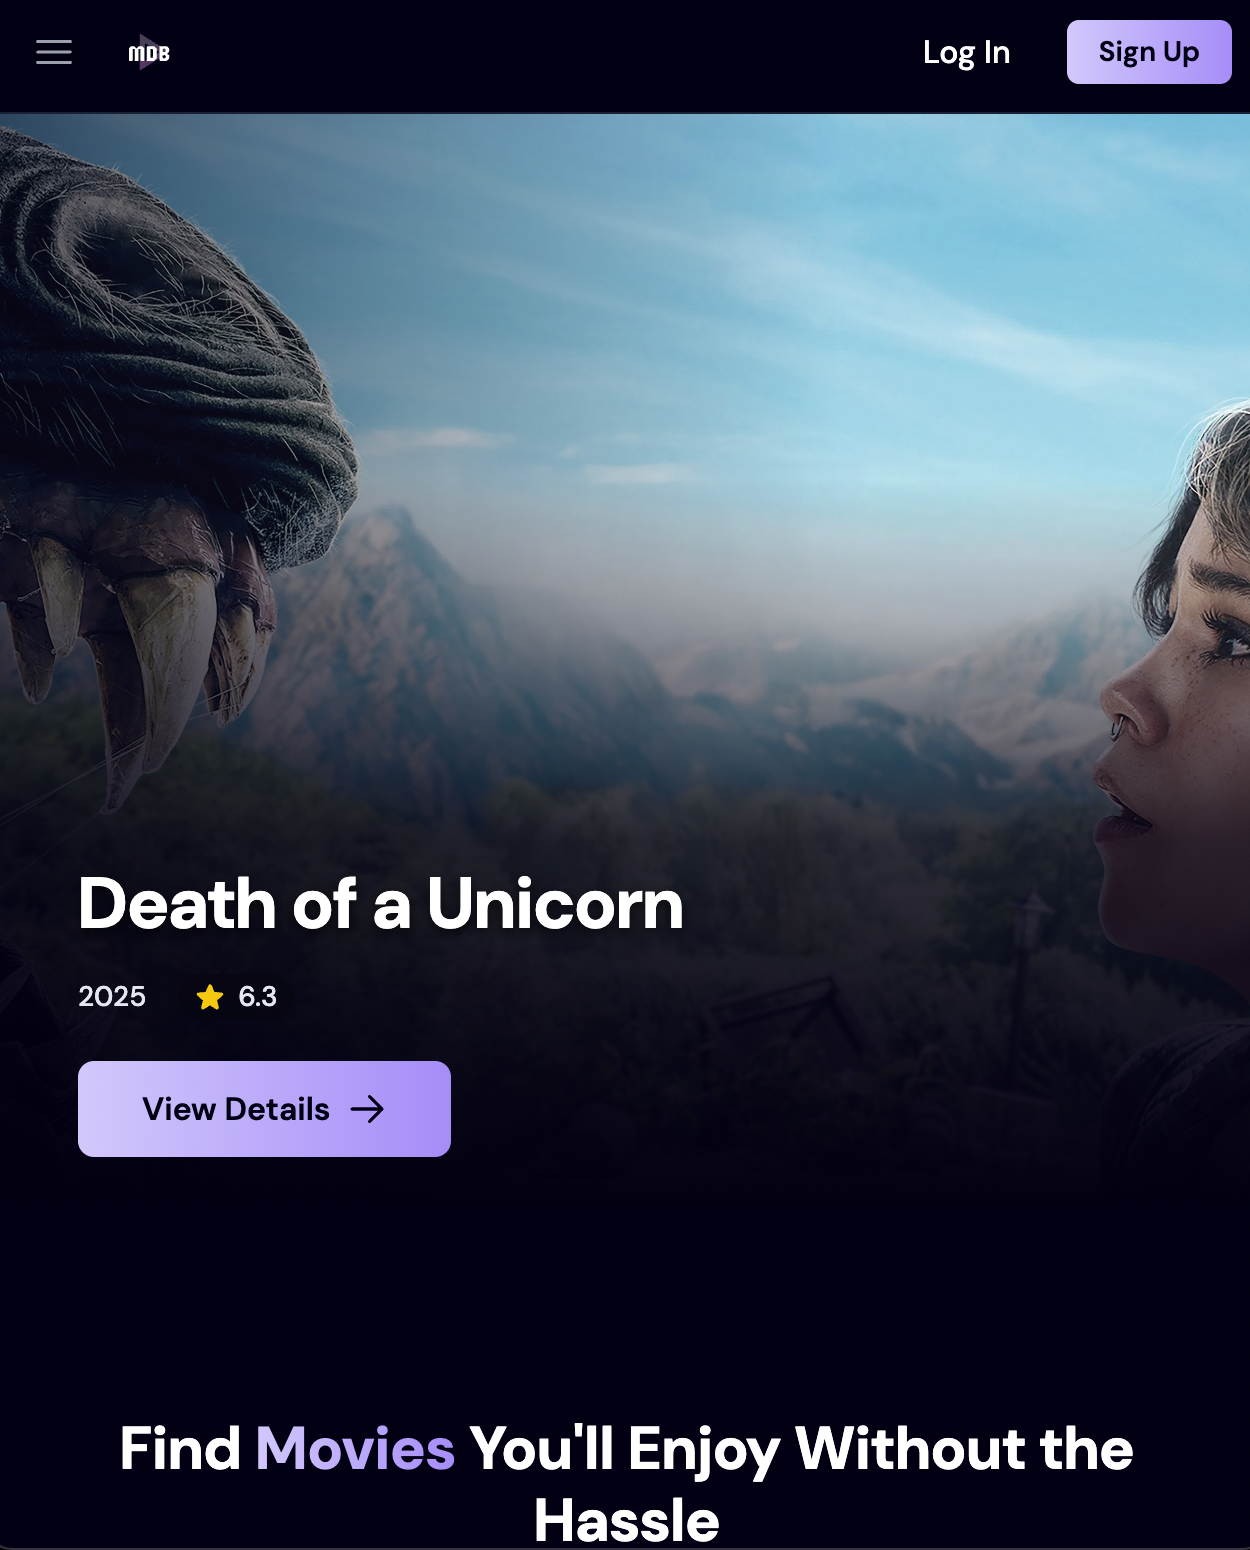 MDB
Log In
Sign Up
Death of a Unicorn
2025
6.3
View Details
Find Movies You'll Enjoy Without the
Hassle